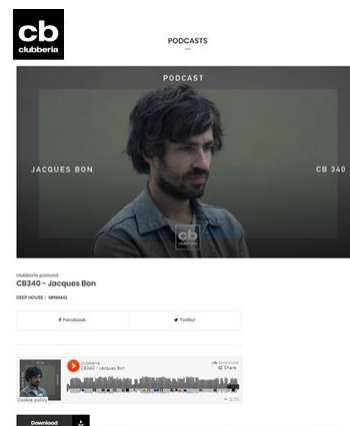 cb
clubberia
PODCASTS
PODCAST
JACQUES BON
CB 340
cb
clubberia podcast
CB340 - Jacques Bon
DEEP HOUSE | MINIMAL
Facebook
Twitter
clubberia
CB340 - Jacques Bon
Share
Cookie policy
Download